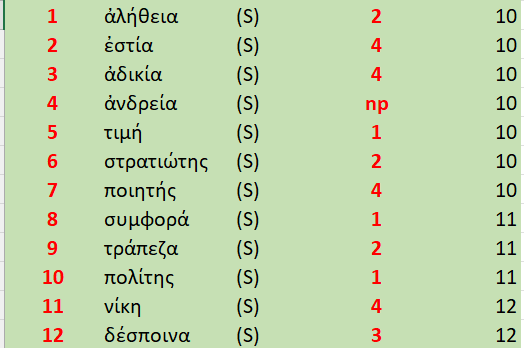 1 ἀλήθεια (S) 2 10
2 ἐστία (S) 4 10
3 ἀδικία (S) 4 10
4 ἀνδρεία (S) np 10
5 τιμή (S) 1 10
6 στρατιώτης (S) 2 10
7 ποιητής (S) 4 10
8 συμφορά (S) 1 11
9 τράπεζα (S) 2 11
10 πολίτης (S) 1 11
11 νίκη (S) 4 12
12 δέσποινα (S) 3 12